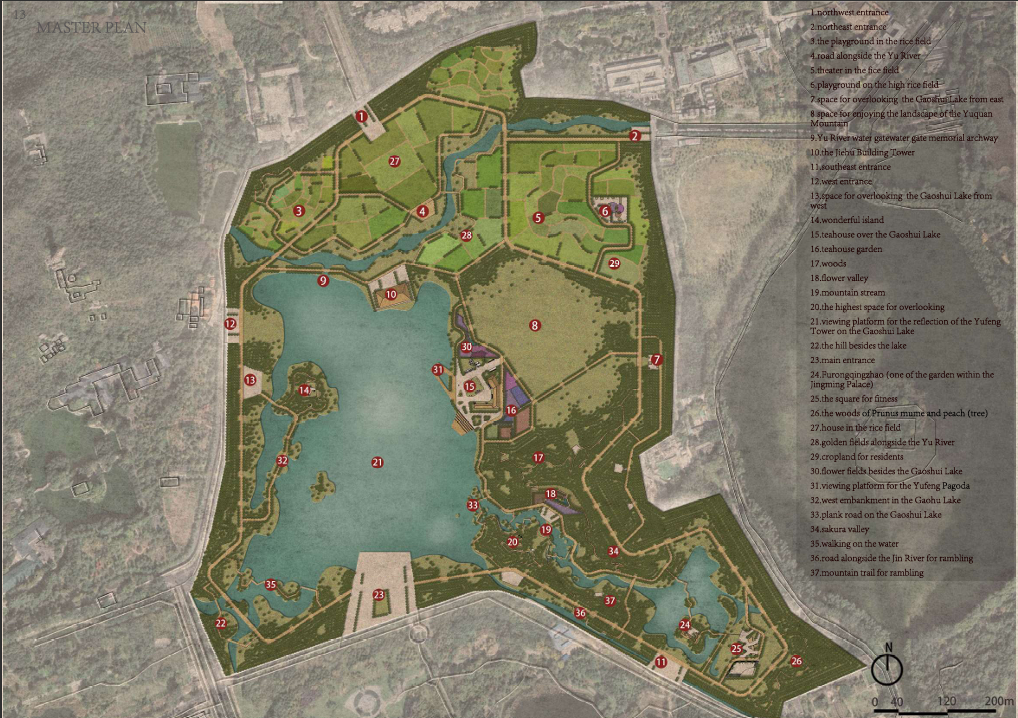 13
MASTER PLAN
1.northwest entrance
2.northeast entrance
3.the playground in the rice field
4.road alongside the Yu River
5.theater in the fice field
6.playground on the high rice field
7.space for overlooking the Gaoshui Lake from east
8.space for enjoying the landscape of the Yuquan
Mountain
9.Yu River water gatewater gate memorial archway
10.the Jiehu Building Tower
11.southeast entrance
12.west entrance
13.space for overlooking the Gaoshui Lake from
west
14.wonderful island
15.teahouse over the Gaoshui Lake
16.teahouse garden
17.woods
18.flower valley
19.mountain stream
20.the highest space for overlooking
21.viewing platform for the reflection of the Yufeng
Tower on the Gaoshui Lake
22.the hill besides the lake
23.main entrance
24.Furongqingzhao (one of the garden within the
Jingming Palace)
25.the square for fitness
26.the woods of Prunus mume and peach (tree)
27.house in the rice field
28.golden fields alongside the Yu River
29.cropland for residents
30.flower fields besides the Gaoshui Lake
31.viewing platform for the Yufeng Pagoda
32.west embankment in the Gaohu Lake
33.plank road on the Gaoshui Lake
34.sakura valley
35.walking on the water
36.road alongside the Jin River for rambling
37.mountain trail for rambling
1
2
27
3
4
5
6
28
29
9
10
12
8
30
7
31
13
15
14
16
32
21
17
18
33
19
20
34
35
23
37
36
22
24
25
11
26
N
0 40 120 200m